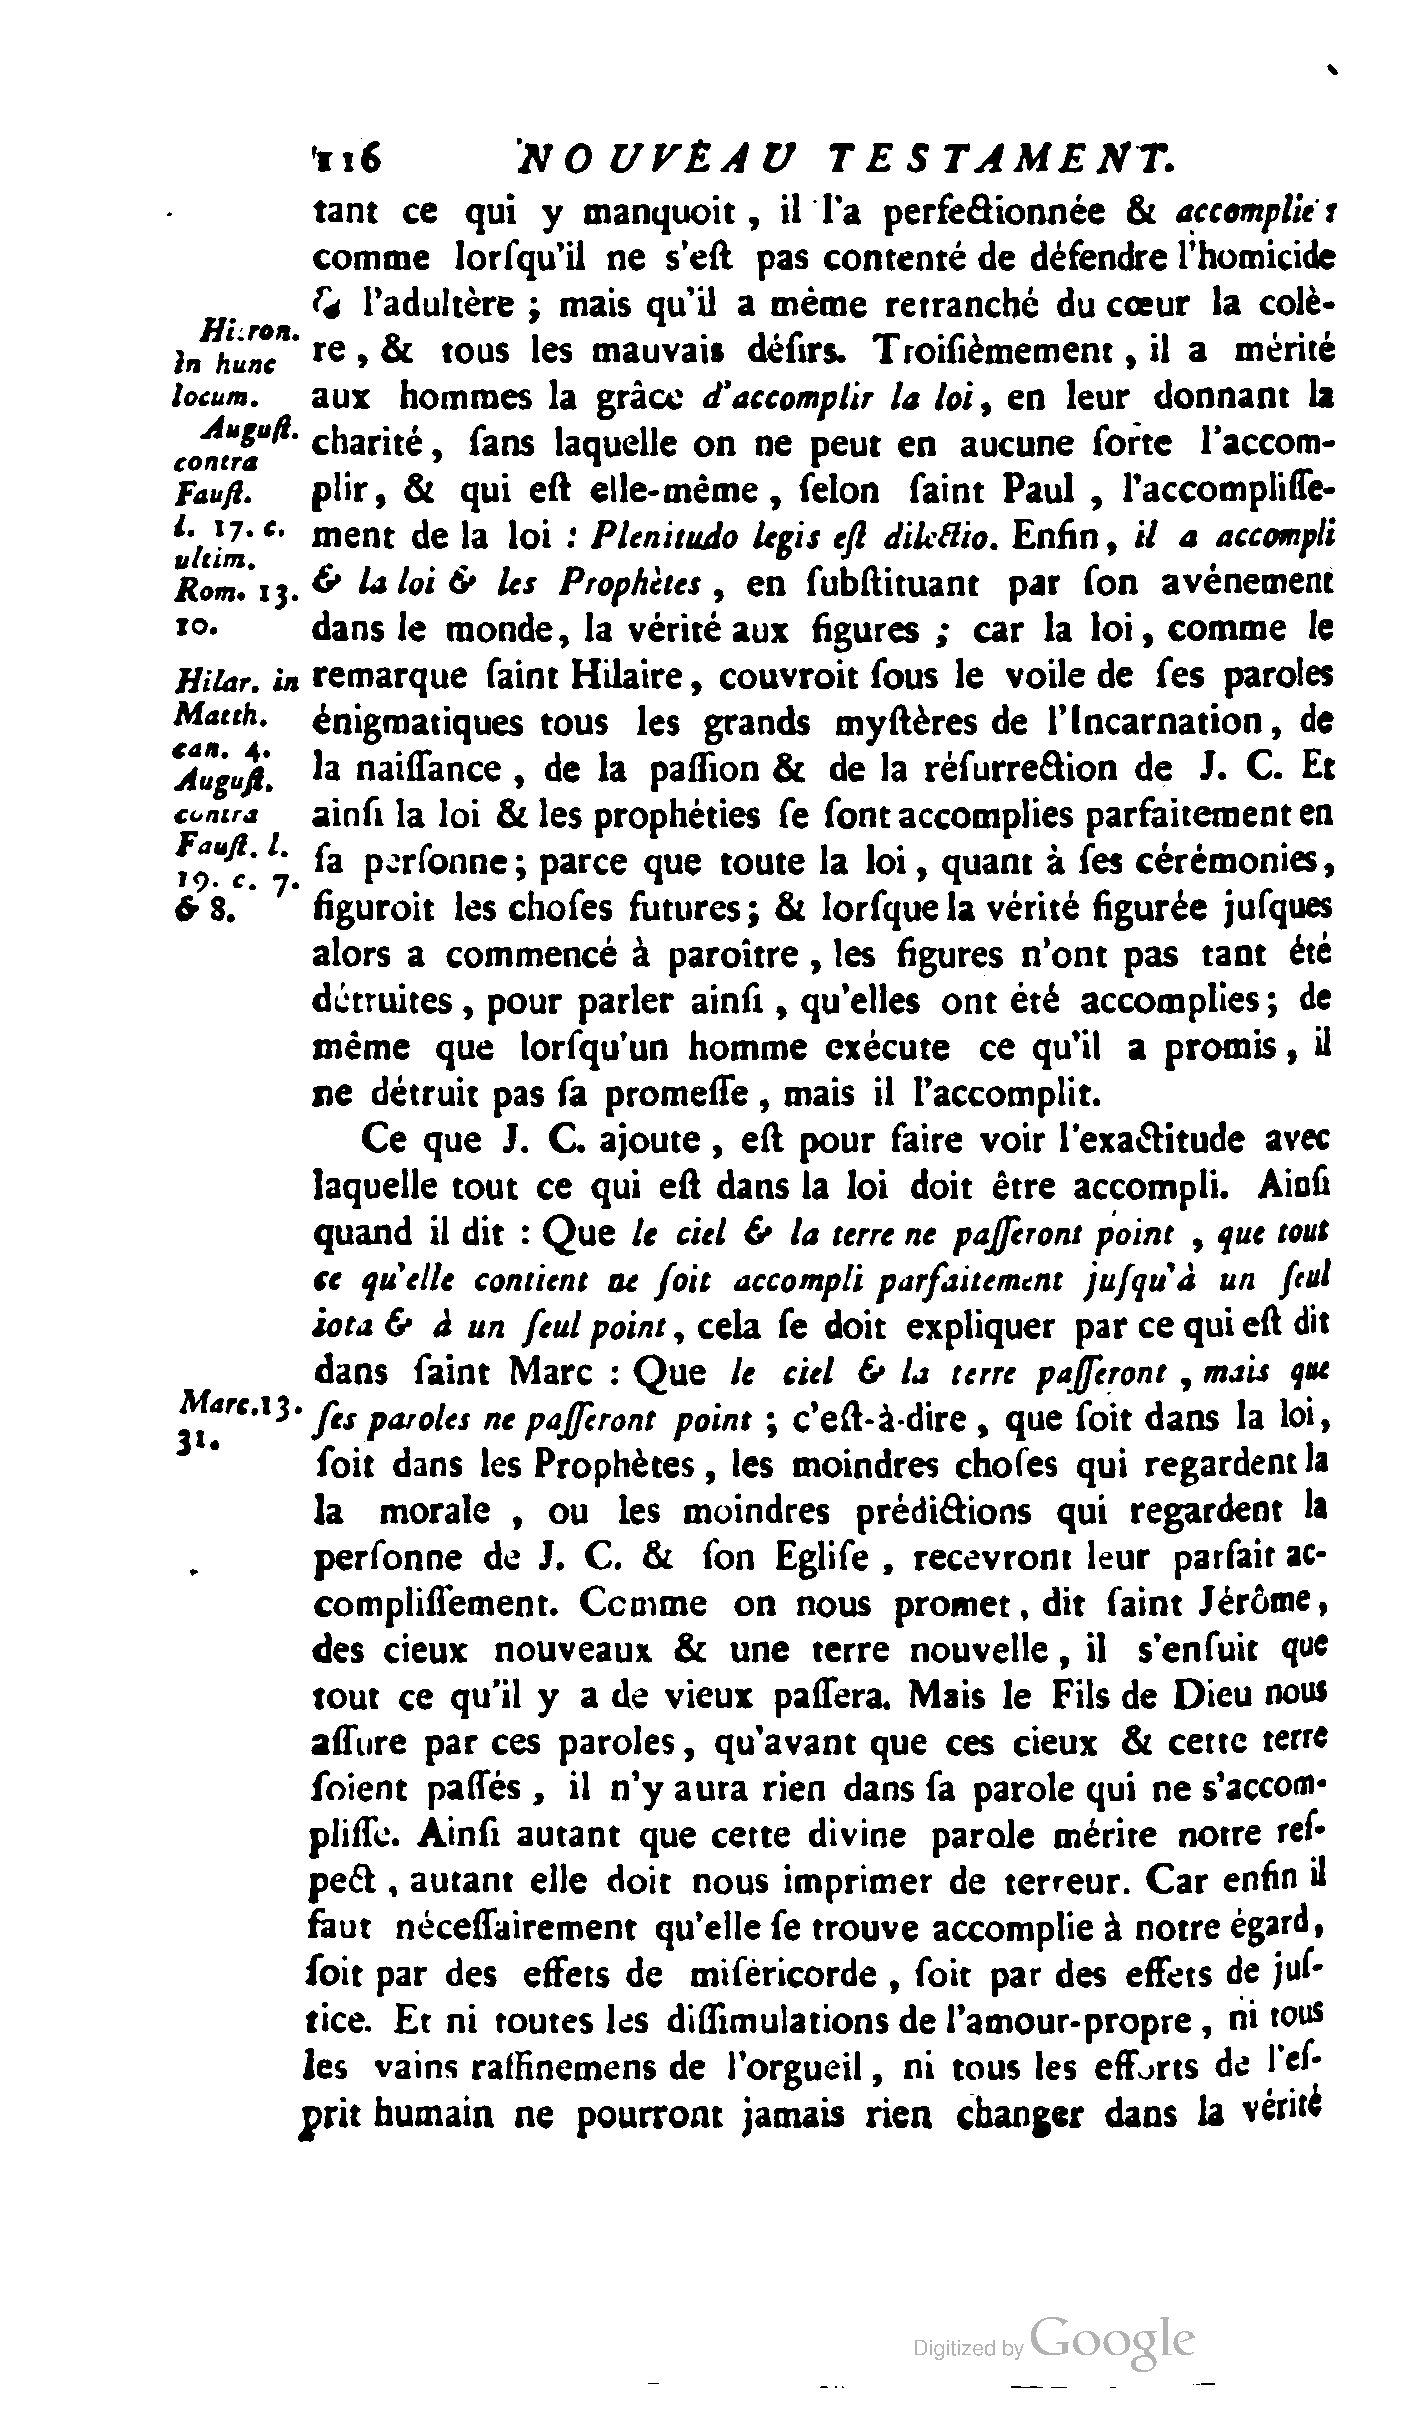 116 NOUVEAU TESTAMENT.
tant ce qui y manquoit, il l'a perfectionnée & accomplie :
comme lorſqu'il ne s'eſt pas contenté de défendre l'homicide
& l'adultère ; mais qu'il a même retranché du cœur la colè-
Hieron.
in hunc
locum.
re, & tous les mauvais déſirs. Troiſièmement, il a mérité
aux hommes la grâce d'accomplir la loi, en leur donnant la
Auguſt.
contra
Fauſt.
l. 17. c.
ultim.
charité, ſans laquelle on ne peut en aucune ſorte l'accom-
plir, & qui eſt elle-même, ſelon ſaint Paul, l'accompliſſe-
ment de la loi : Plenitudo legis eſt dilectio. Enfin, il a accompli
Rom. 13.
10.
& la loi & les Prophètes, en ſubſtituant par ſon avénement
dans le monde, la vérité aux figures ; car la loi, comme le
Hilar. in
Matth.
can. 4.
remarque ſaint Hilaire, couvroit ſous le voile de ſes paroles
énigmatiques tous les grands myſtères de l'Incarnation, de
Auguſt.
contra
Fauſt. l.
19. c. 7.
& 8.
la naiſſance, de la paſſion & de la réſurrection de J. C. Et
ainſi la loi & les prophéties ſe ſont accomplies parfaitement en
ſa perſonne ; parce que toute la loi, quant à ſes cérémonies,
figuroit les choſes futures ; & lorſque la vérité figurée juſques
alors a commencé à paroître, les figures n'ont pas tant été
détruites, pour parler ainſi, qu'elles ont été accomplies ; de
même que lorſqu'un homme exécute ce qu'il a promis, il
ne détruit pas ſa promeſſe, mais il l'accomplit.
Ce que J. C. ajoute, eſt pour faire voir l'exactitude avec
laquelle tout ce qui eſt dans la loi doit être accompli. Ainſi
quand il dit : Que le ciel & la terre ne paſſeront point, que tout
ce qu'elle contient ne ſoit accompli parfaitement juſqu'à un ſeul
iota & à un ſeul point, cela ſe doit expliquer par ce qui eſt dit
dans ſaint Marc : Que le ciel & la terre paſſeront, mais que
Marc.13.
31.
ſes paroles ne paſſeront point ; c'eſt-à-dire, que ſoit dans la loi,
ſoit dans les Prophètes, les moindres choſes qui regardent la
la morale, ou les moindres prédictions qui regardent la
perſonne de J. C. & ſon Egliſe, recevront leur parfait ac-
compliſſement. Comme on nous promet, dit ſaint Jérôme,
des cieux nouveaux & une terre nouvelle, il s'enſuit que
tout ce qu'il y a de vieux paſſera. Mais le Fils de Dieu nous
aſſure par ces paroles, qu'avant que ces cieux & cette terre
ſoient paſſés, il n'y aura rien dans ſa parole qui ne s'accom-
pliſſe. Ainſi autant que cette divine parole mérite notre reſ-
pect, autant elle doit nous imprimer de terreur. Car enfin il
faut néceſſairement qu'elle ſe trouve accomplie à notre égard,
ſoit par des effets de miſéricorde, ſoit par des effets de juſ-
tice. Et ni toutes les diſſimulations de l'amour-propre, ni tous
les vains raffinemens de l'orgueil, ni tous les efforts de l'eſ-
prit humain ne pourront jamais rien changer dans la vérité
Digitized by Google